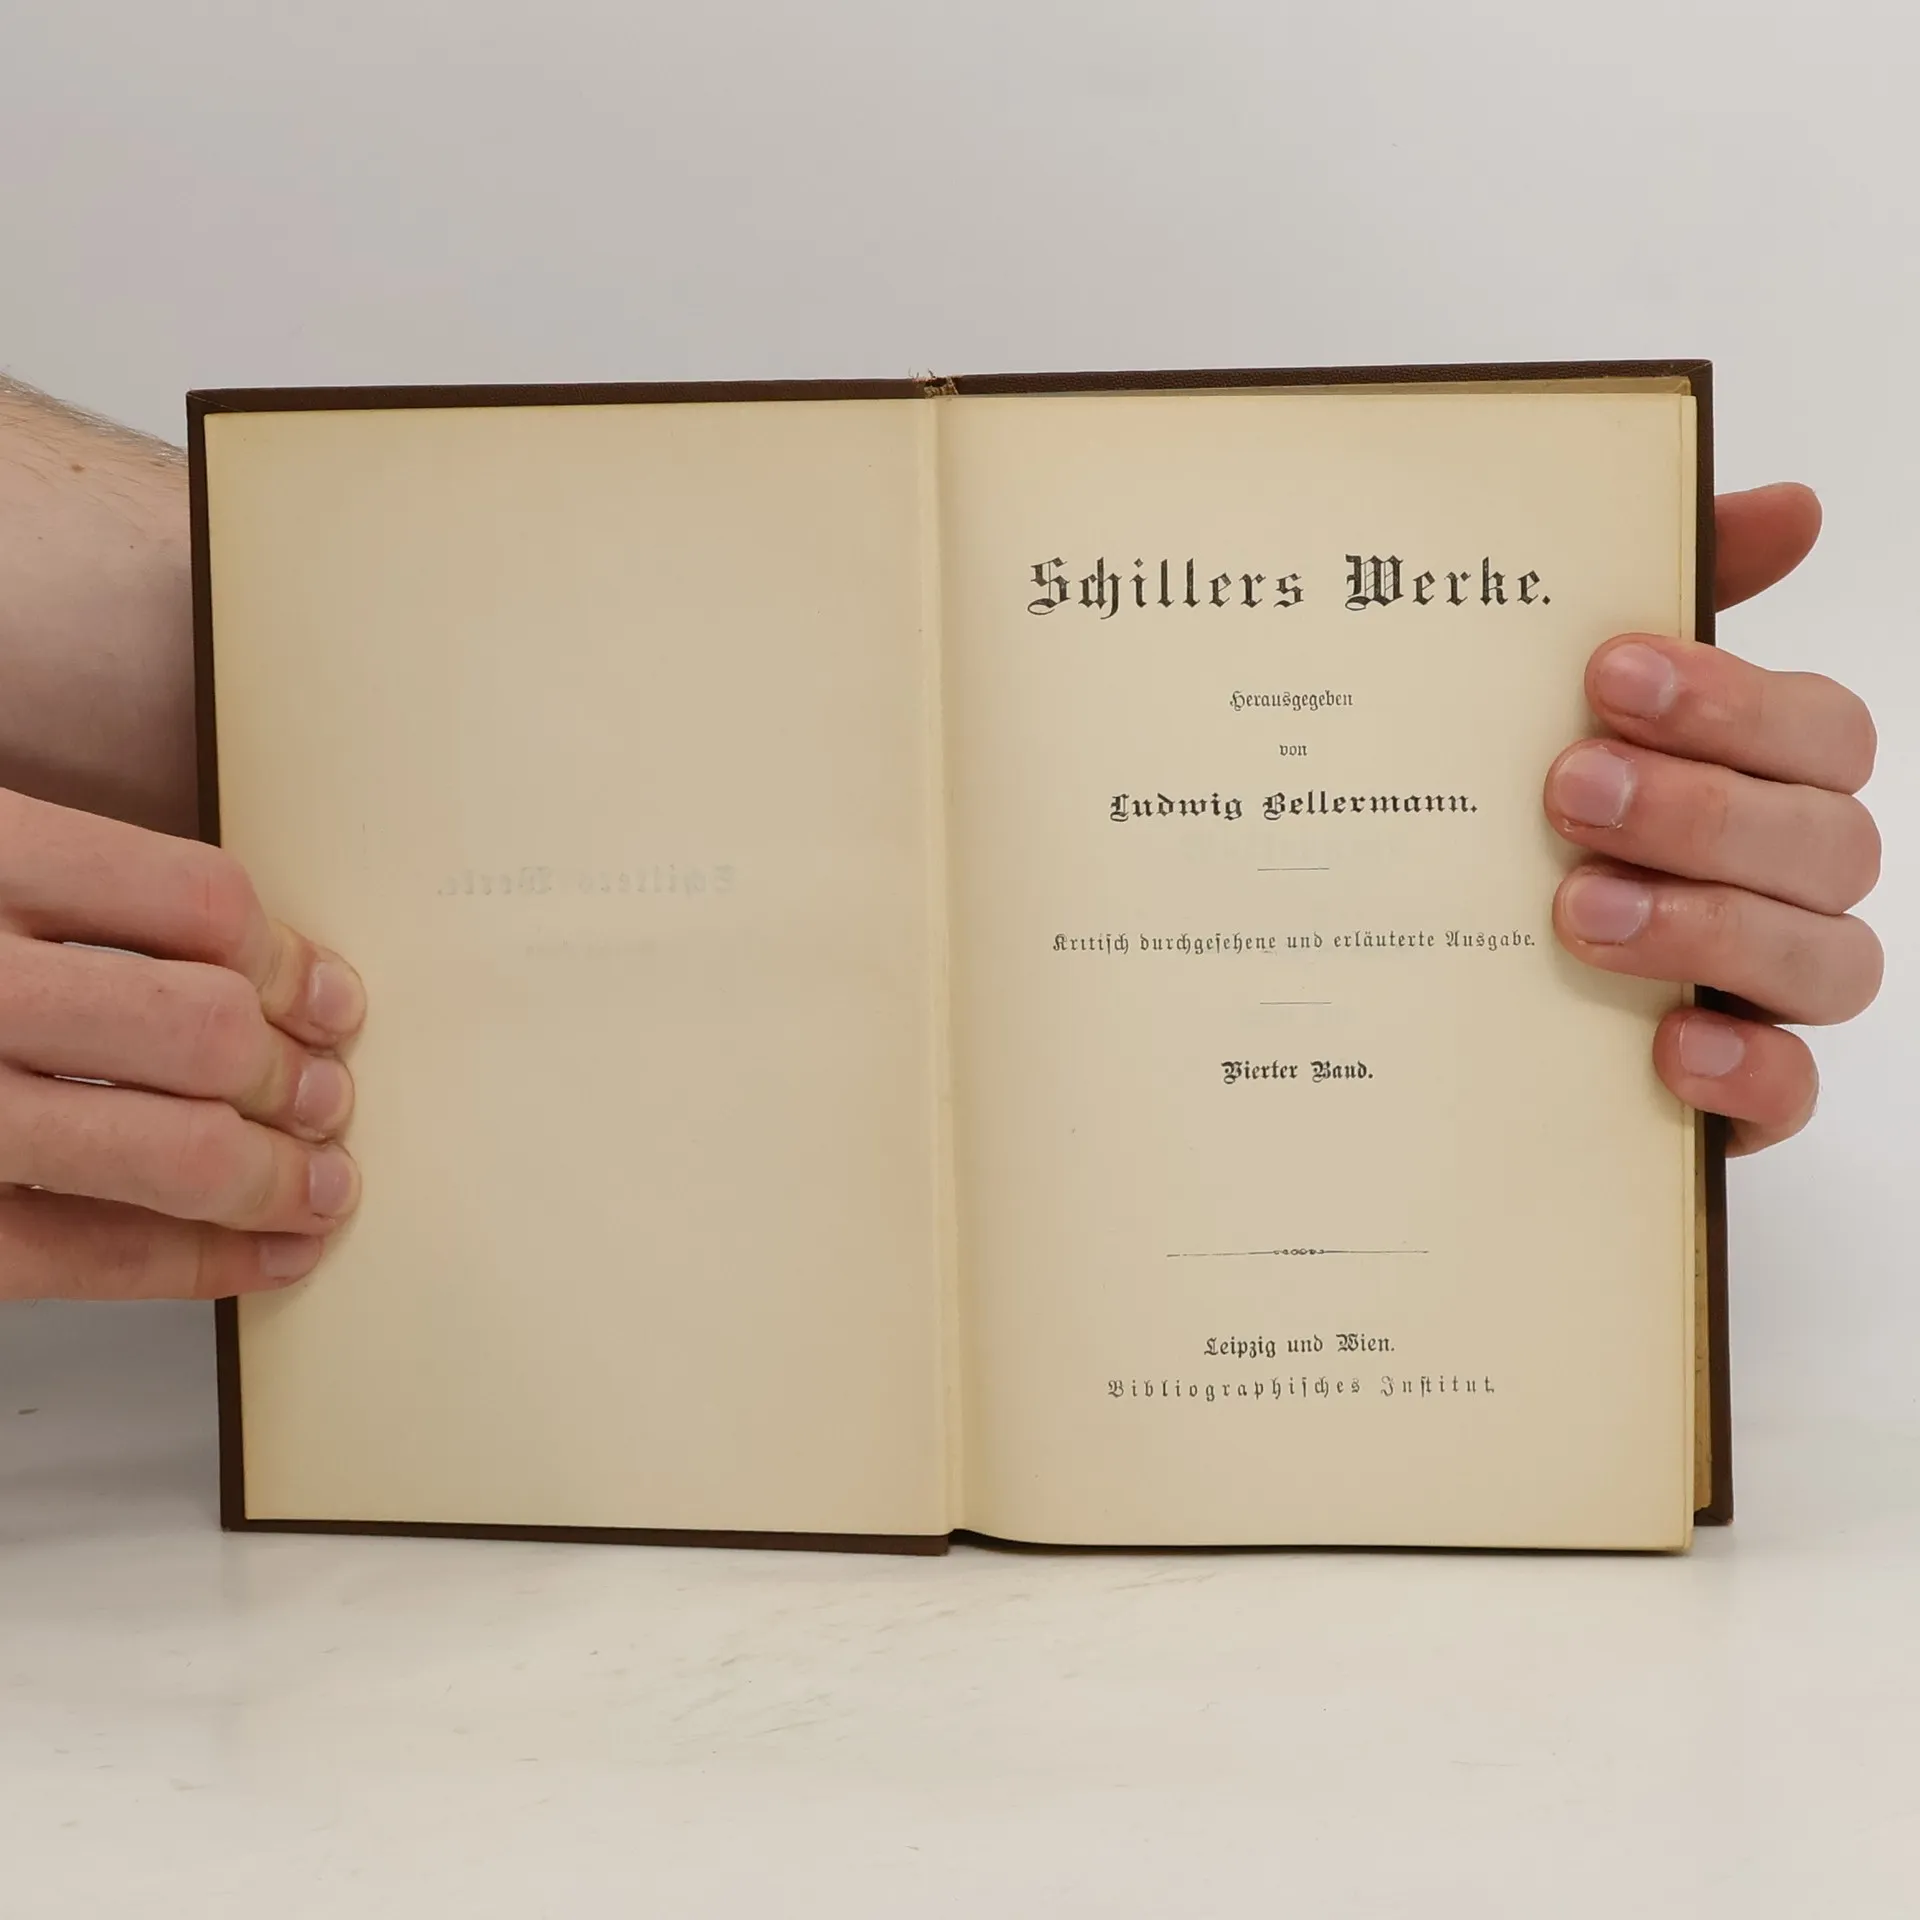 Schillers Werke.
Herausgegeben
von
Ludwig Bellermann.
Kritisch durchgesehene und erläuterte Ausgabe.
Vierter Band.
Leipzig und Wien.
Bibliographisches Institut.